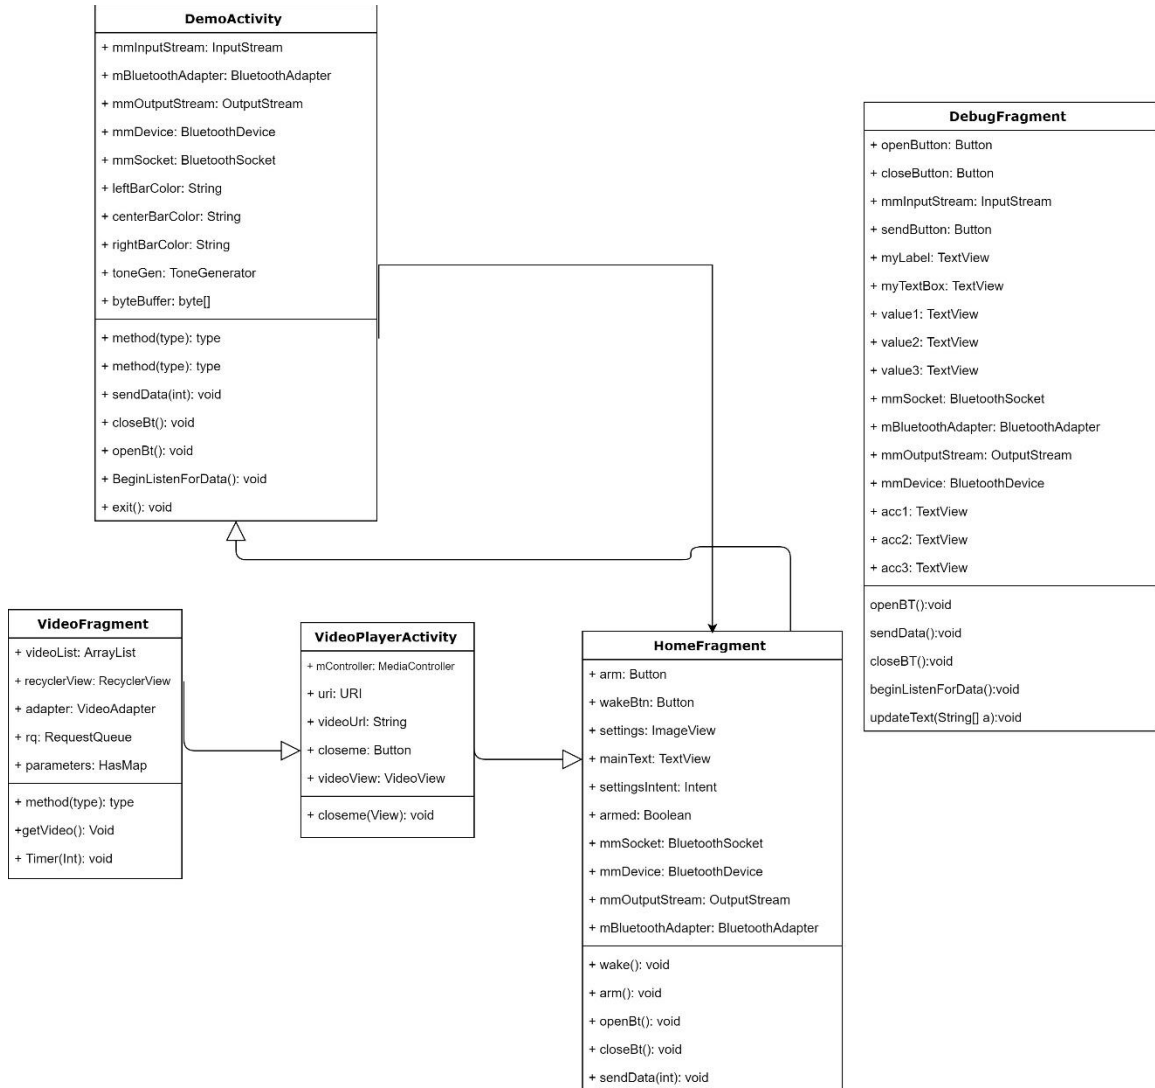 DemoActivity
+ mmInputStream: InputStream
+ mBluetoothAdapter: BluetoothAdapter
+ mmOutputStream: OutputStream
+ mmDevice: BluetoothDevice
+ mmSocket: BluetoothSocket
+ leftBarColor: String
+ centerBarColor: String
+ rightBarColor: String
+ toneGen: ToneGenerator
+ byteBuffer: byte[]
+ method(type): type
+ method(type): type
+ sendData(int): void
+ closeBt(): void
+ openBt(): void
+ BeginListenForData(): void
+ exit(): void
DebugFragment
+ openButton: Button
+ closeButton: Button
+ mmInputStream: InputStream
+ sendButton: Button
+ myLabel: TextView
+ myTextBox: TextView
+ value1: TextView
+ value2: TextView
+ value3: TextView
+ mmSocket: BluetoothSocket
+ mBluetoothAdapter: BluetoothAdapter
+ mmOutputStream: OutputStream
+ mmDevice: BluetoothDevice
+ acc1: TextView
+ acc2: TextView
+ acc3: TextView
openBT():void
sendData():void
closeBT():void
beginListenForData():void
updateText(String[] a):void
VideoFragment
+ videoList: ArrayList
+ recyclerView: RecyclerView
+ adapter: VideoAdapter
+ rq: RequestQueue
+ parameters: HasMap
+ method(type): type
+getVideo(): Void
+ Timer(Int): void
VideoPlayerActivity
+ mController: MediaController
+ uri: URI
+ videoUrl: String
+ closeme: Button
+ videoView: VideoView
+ closeme(View): void
HomeFragment
+ arm: Button
+ wakeBtn: Button
+ settings: ImageView
+ mainText: TextView
+ settingsIntent: Intent
+ armed: Boolean
+ mmSocket: BluetoothSocket
+ mmDevice: BluetoothDevice
+ mmOutputStream: OutputStream
+ mBluetoothAdapter: BluetoothAdapter
+ wake(): void
+ arm(): void
+ openBt(): void
+ closeBt(): void
+ sendData(int): void